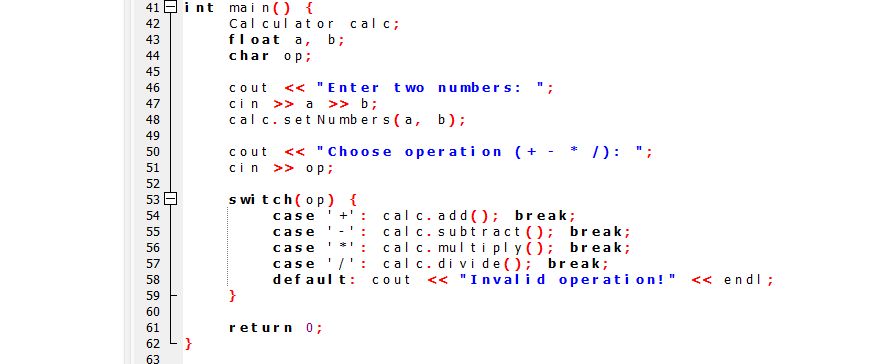 41 int main() {
42 Calculator calc;
43 float a, b;
44 char op;
45
46 cout << "Enter two numbers: ";
47 cin >> a >> b;
48 calc.setNumbers(a, b);
49
50 cout << "Choose operation (+ - * /): ";
51 cin >> op;
52
53 switch(op) {
54 case '+': calc.add(); break;
55 case '-': calc.subtract(); break;
56 case '*': calc.multiply(); break;
57 case '/': calc.divide(); break;
58 default: cout << "Invalid operation!" << endl;
59 }
60
61 return 0;
62 }
63